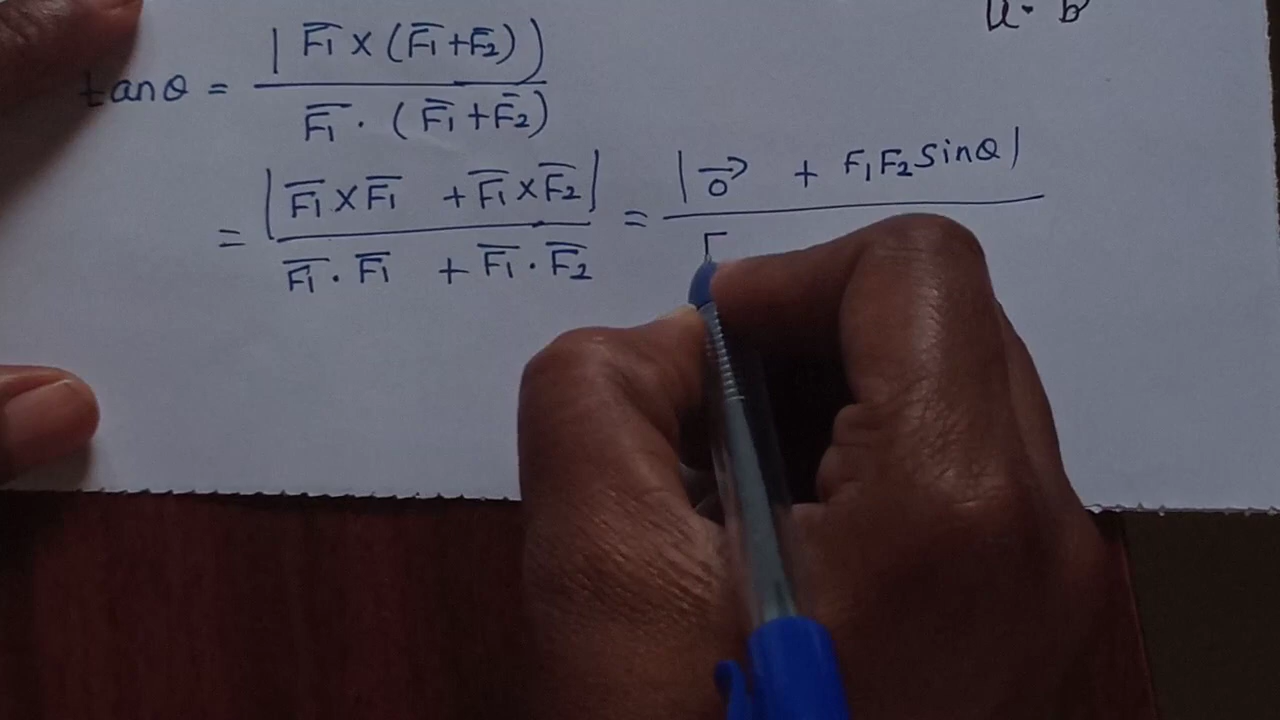 u · b
tanθ = | F̅₁ × (F̅₁ + F̅₂) ) / F̅₁ · (F̅₁ + F̅₂)
= | F̅₁ × F̅₁ + F̅₁ × F̅₂ | / F̅₁ · F̅₁ + F̅₁ · F̅₂ = | 0⃗ + F₁F₂ sinθ | / F